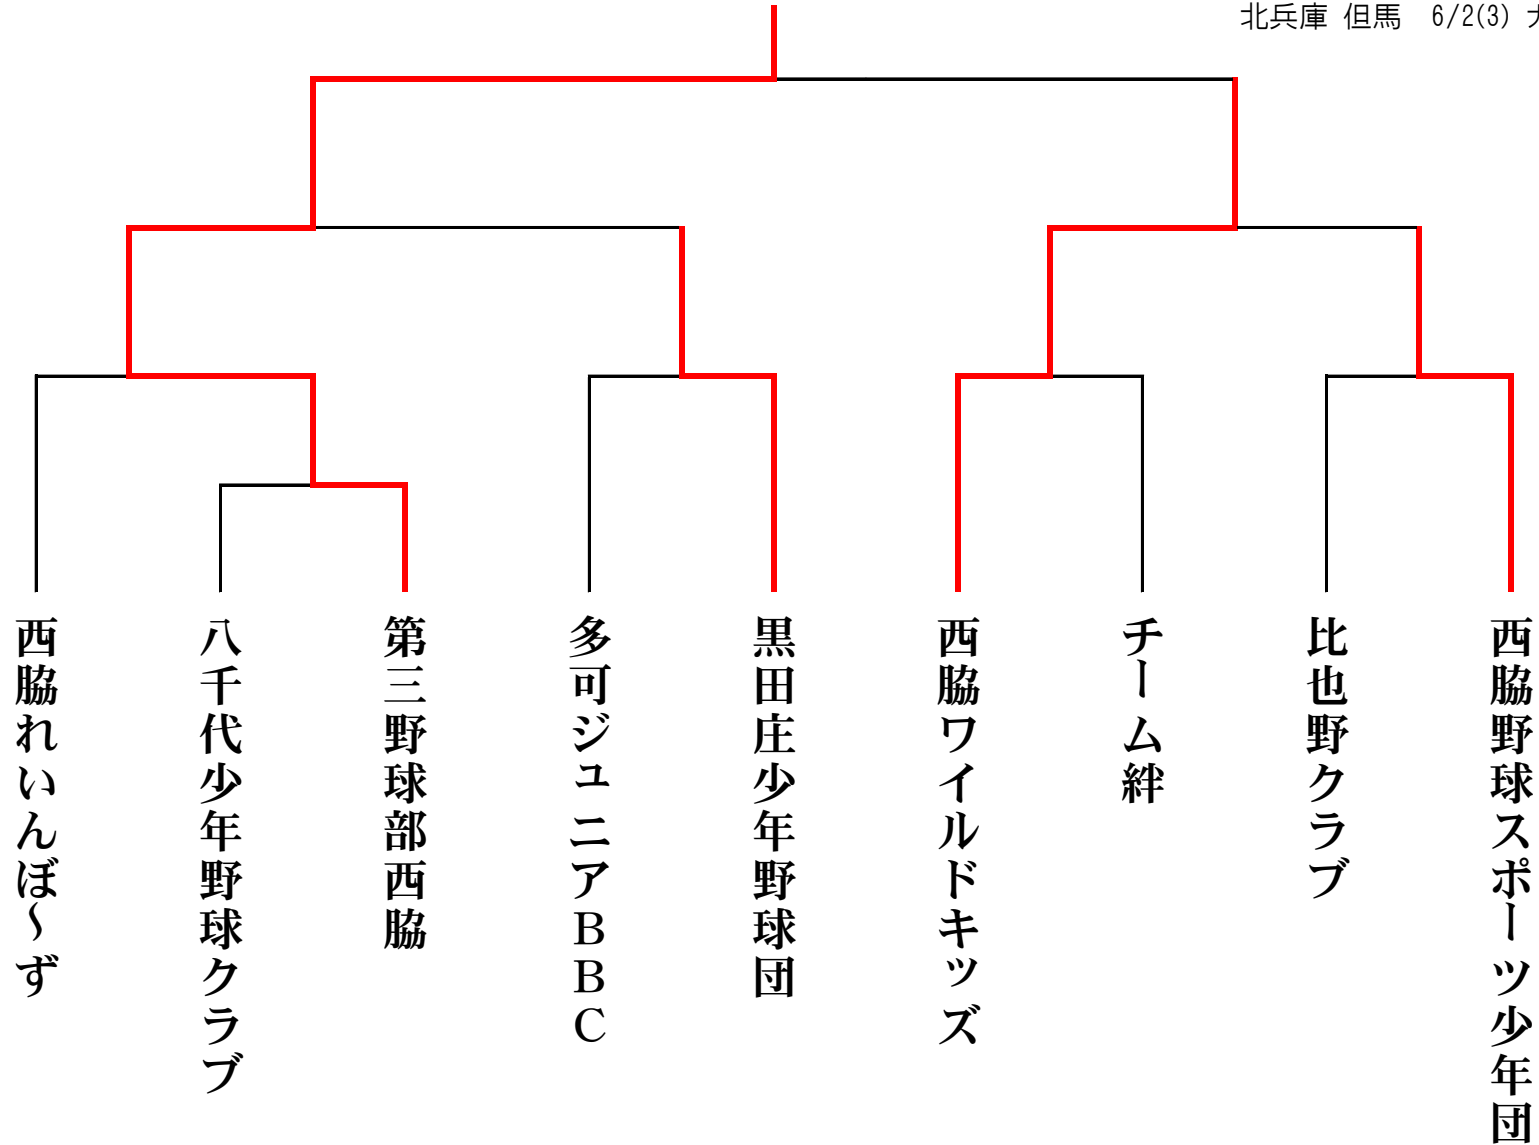 北兵庫 但馬 6/2(3)
西脇れいんぼ～ず
八千代少年野球クラブ
第三野球部西脇
多可ジュニアＢＢＣ
黒田庄少年野球団
西脇ワイルドキッズ
チーム絆
比也野クラブ
西脇野球スポーツ少年団